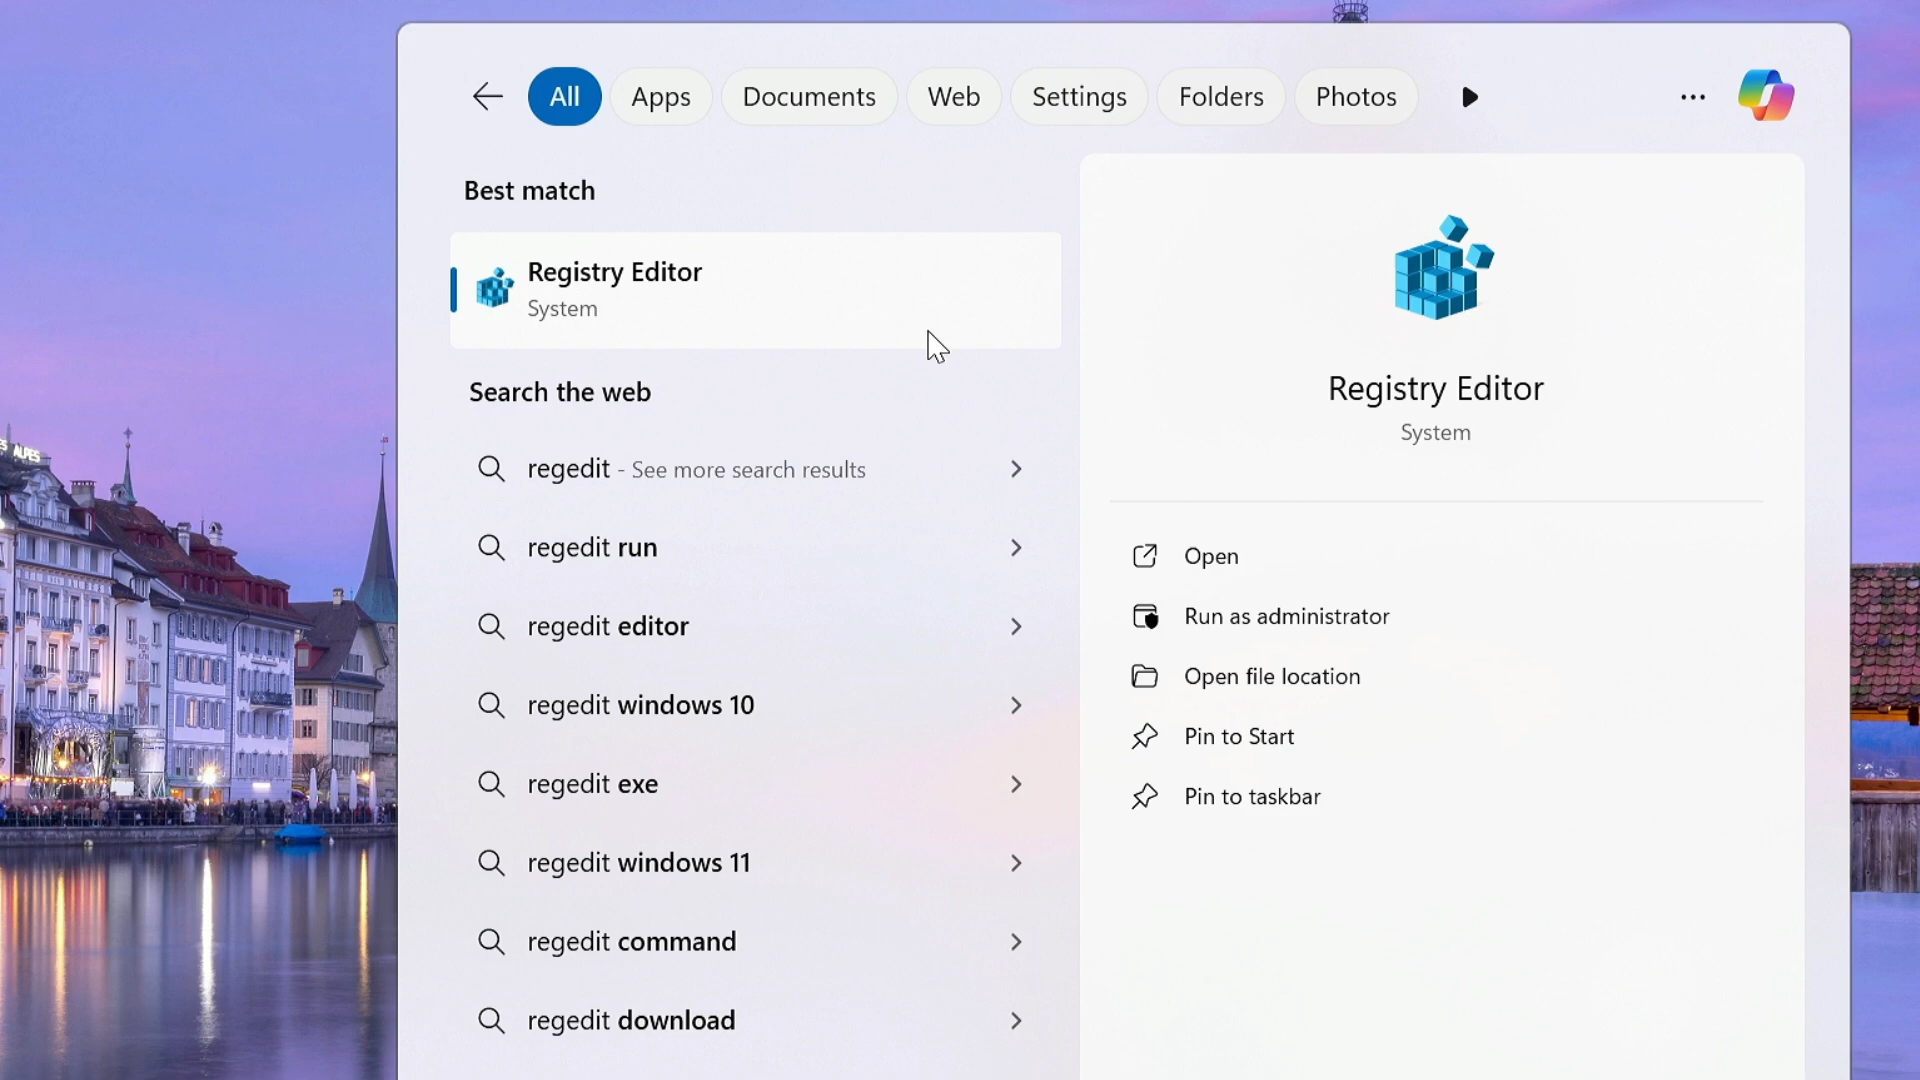 All
Apps
Documents
Web
Settings
Folders
Photos
Best match
Registry Editor
System
Search the web
regedit - See more search results
regedit run
regedit editor
regedit windows 10
regedit exe
regedit windows 11
regedit command
regedit download
Registry Editor
System
Open
Run as administrator
Open file location
Pin to Start
Pin to taskbar
ALPES